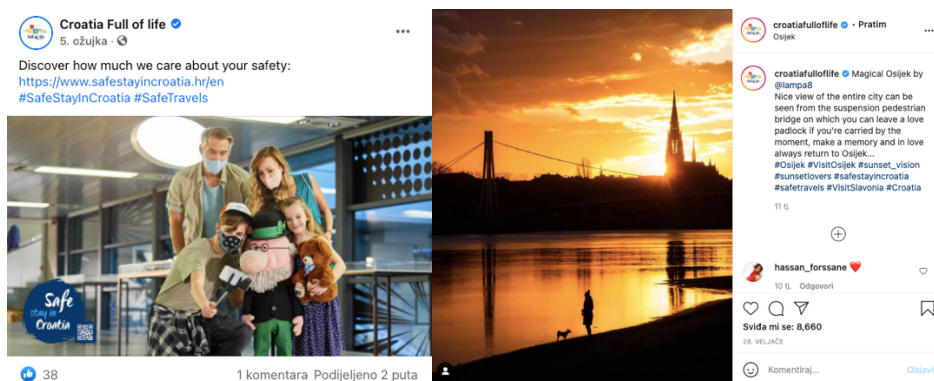 Croatia Full of life
5. ožujka ·
Discover how much we care about your safety:
https://www.safestayincroatia.hr/en
#SafeStayInCroatia #SafeTravels
Safe
stay in
Croatia
38
1 komentara Podijeljeno 2 puta
croatiafulloflife • Pratim
Osijek
croatiafulloflife Magical Osijek by
@lampa8
Nice view of the entire city can be
seen from the suspension pedestrian
bridge on which you can leave a love
padlock if you're carried by the
moment, make a memory and in love
always return to Osijek...
#Osijek #VisitOsijek #sunset_vision
#sunsetlovers #safestayincroatia
#safetravels #VisitSlavonia #Croatia
11 tj.
hassan_forssane ❤️
10 tj. Odgovori
Sviđa mi se: 8,660
28. VELJAČE
Komentiraj...
Objavi